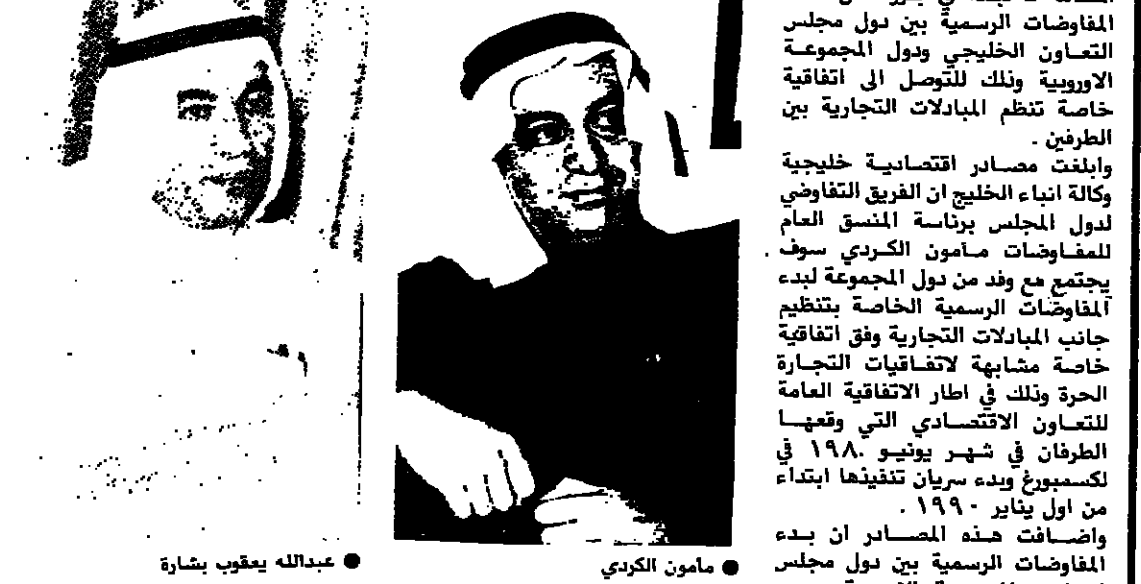 المفاوضات الرسمية بين دول مجلس
التعاون الخليجي ودول المجموعة
الاوروبية وذلك للتوصل الى اتفاقية
خاصة تنظم المبادلات التجارية بين
الطرفين .
وابلغت مصادر اقتصادية خليجية
وكالة انباء الخليج ان الفريق التفاوضي
لدول المجلس برئاسة المنسق العام
للمفاوضات مأمون الكردي سوف
يجتمع مع وفد من دول المجموعة لبدء
المفاوضات الرسمية الخاصة بتنظيم
جانب المبادلات التجارية وفق اتفاقية
خاصة مشابهة لاتفاقيات التجارة
الحرة وذلك في اطار الاتفاقية العامة
للتعاون الاقتصادي التي وقعها
الطرفان في شهر يونيو ١٩٨٠ في
لكسمبورغ وبدء سريان تنفيذها ابتداء
من اول يناير ١٩٩٠ .
واضافت هذه المصادر ان بدء
المفاوضات الرسمية بين دول مجلس
● مأمون الكردي
● عبدالله يعقوب بشارة